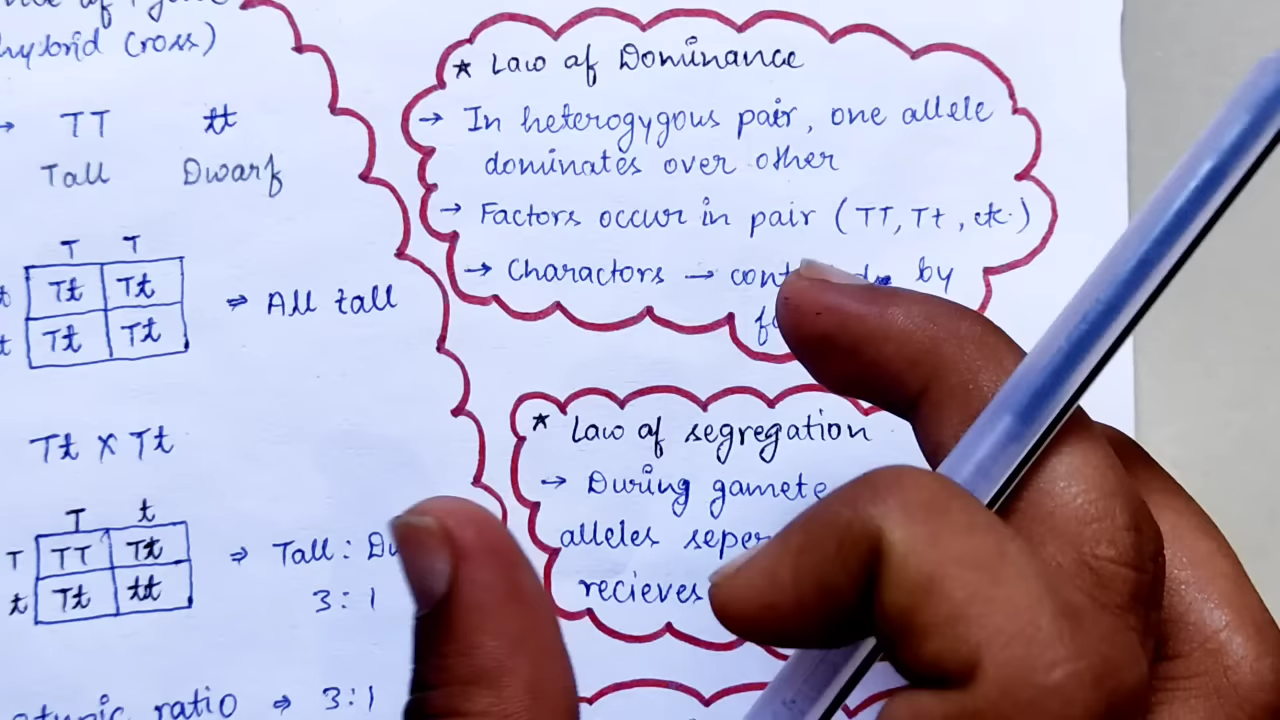 hybrid Cross)
→ TT tt
Tall Dwarf
T T
t Tt Tt
t Tt Tt
⇒ All tall
Tt X Tt
T t
T TT Tt
t Tt tt
⇒ Tall :
3 : 1
ratio ⇒ 3:1
★ Law of Dominance
→ In heterogygous pair, one allele
dominates over other
→ Factors occur in pair (TT, Tt, etc.)
→ Charactors → by
★ Law of segregation
→ During gamete
alleles
recieves